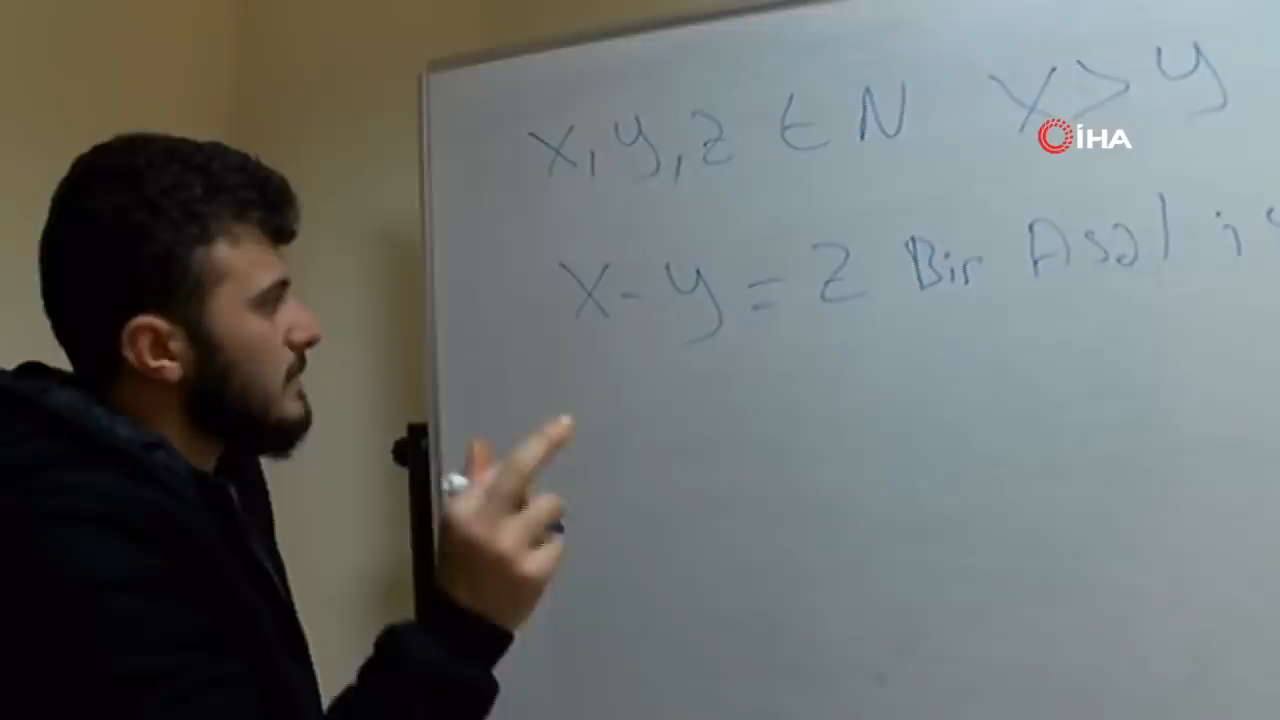 x, y, z ∈ N x > y
İHA
x - y = z Bir Asal